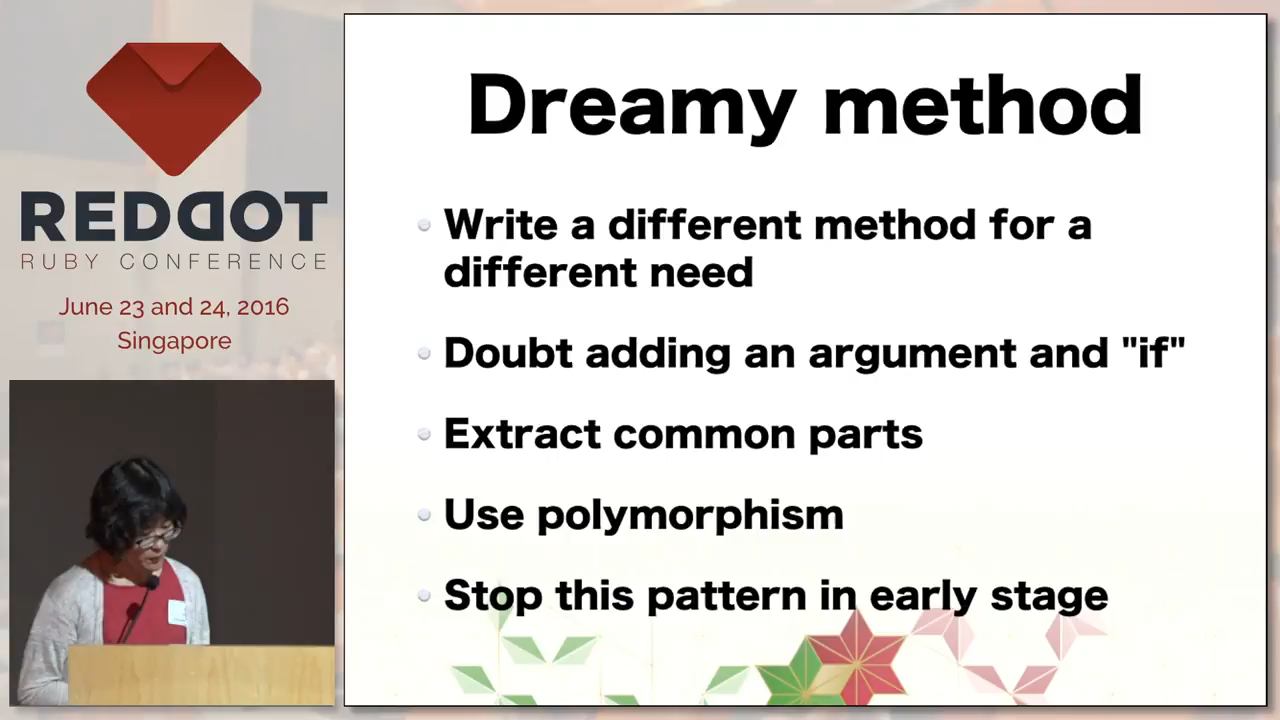 REDDOT
RUBY CONFERENCE
June 23 and 24, 2016
Singapore
Dreamy method
Write a different method for a
different need
Doubt adding an argument and "if"
Extract common parts
Use polymorphism
Stop this pattern in early stage